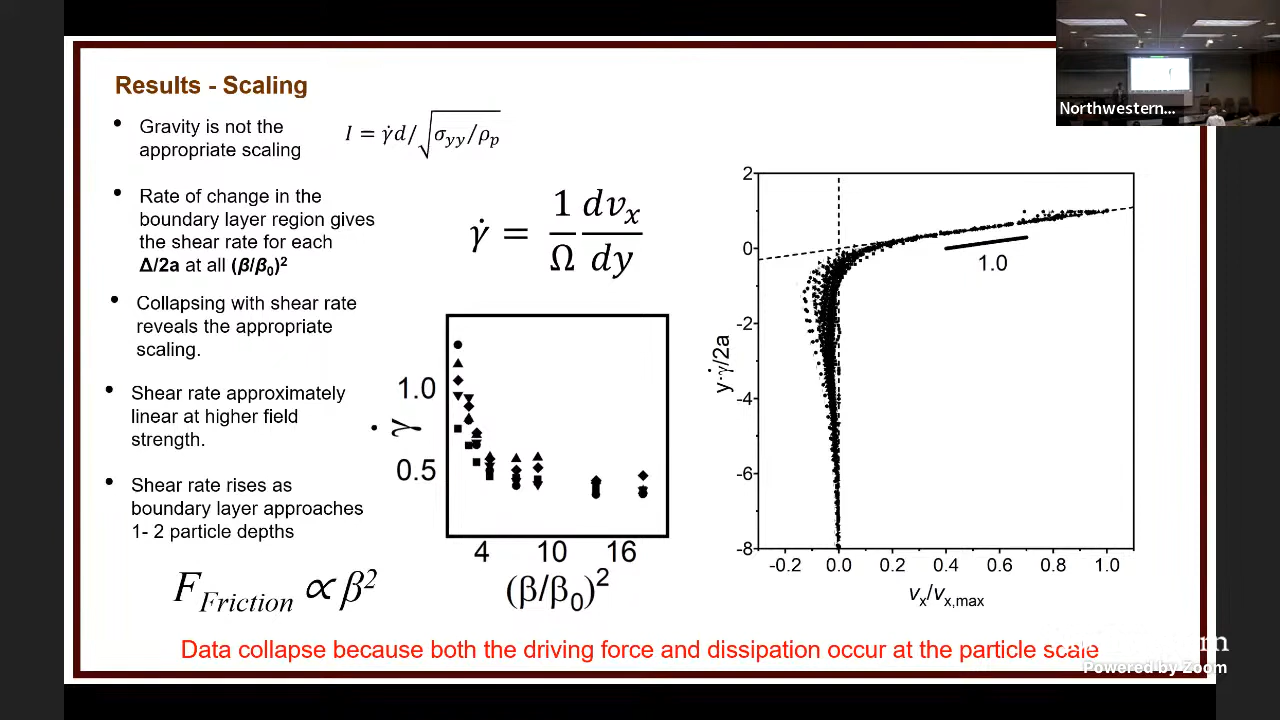 Northwestern...
Results - Scaling
• Gravity is not the
appropriate scaling
I = γ̇d/√σyy/ρp
• Rate of change in the
boundary layer region gives
the shear rate for each
Δ/2a at all (β/β₀)²
γ̇ = 1/Ω dvₓ/dy
• Collapsing with shear rate
reveals the appropriate
scaling.
• Shear rate approximately
linear at higher field
strength.
• Shear rate rises as
boundary layer approaches
1- 2 particle depths
F Friction ∝ β²
γ̇
1.0
0.5
4 10 16
(β/β₀)²
y·γ̇/2a
2
0
-2
-4
-6
-8
1.0
-0.2 0.0 0.2 0.4 0.6 0.8 1.0
vₓ/vₓ,max
Data collapse because both the driving force and dissipation occur at the particle scale
Powered by Zoom